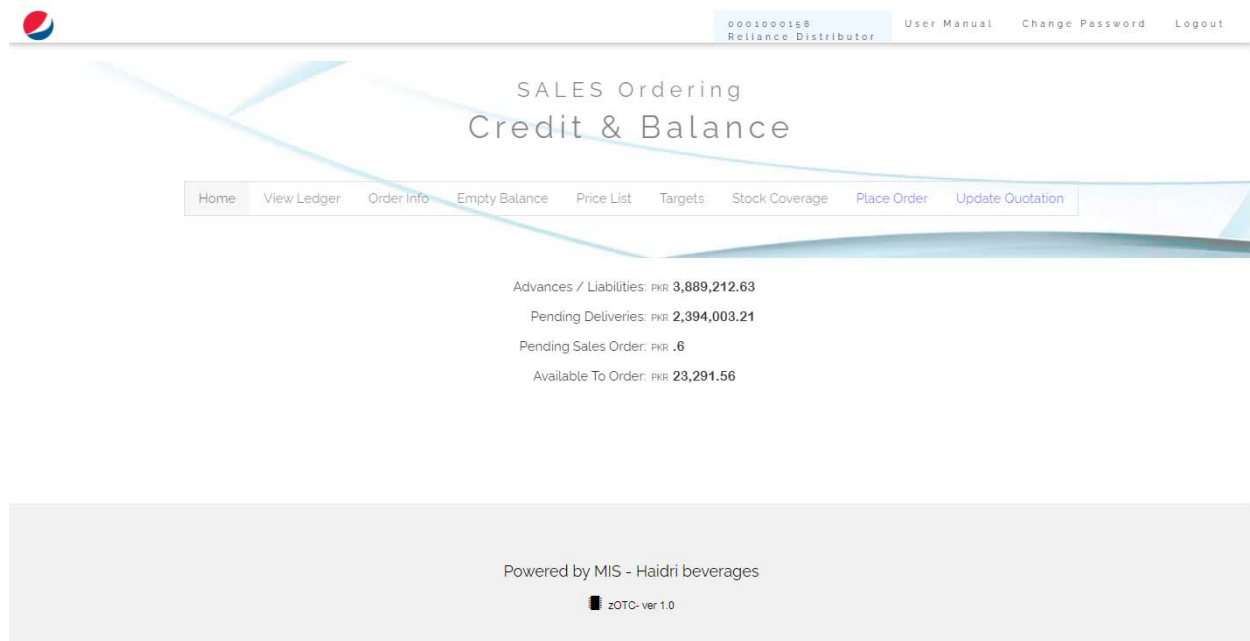 0001000158
Reliance Distributor
User Manual
Change Password
Logout
SALES Ordering
Credit & Balance
Home View Ledger Order Info Empty Balance Price List Targets Stock Coverage Place Order Update Quotation
Advances / Liabilities: PKR 3,889,212.63
Pending Deliveries: PKR 2,394,003.21
Pending Sales Order: PKR .6
Available To Order: PKR 23,291.56
Powered by MIS - Haidri beverages
zOTC- ver 1.0